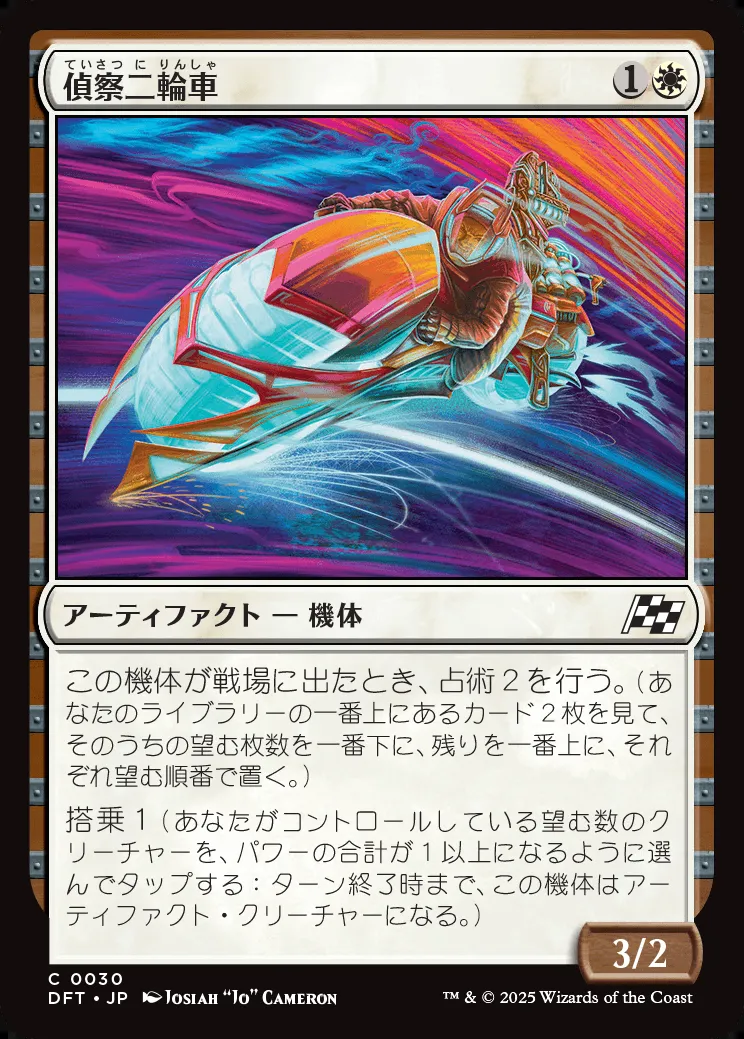 ていさつ に りんしゃ
偵察二輪車 1
アーティファクト — 機体
この機体が戦場に出たとき、占術2を行う。(あ
なたのライブラリーの一番上にあるカード2枚を見て、
そのうちの望む枚数を一番下に、残りを一番上に、それ
ぞれ望む順番で置く。)
搭乗1(あなたがコントロールしている望む数のク
リーチャーを、パワーの合計が1以上になるように選
んでタップする:ターン終了時まで、この機体はアー
ティファクト・クリーチャーになる。)
3/2
C 0030
DFT • JP Josiah “Jo” Cameron
™ & © 2025 Wizards of the Coast